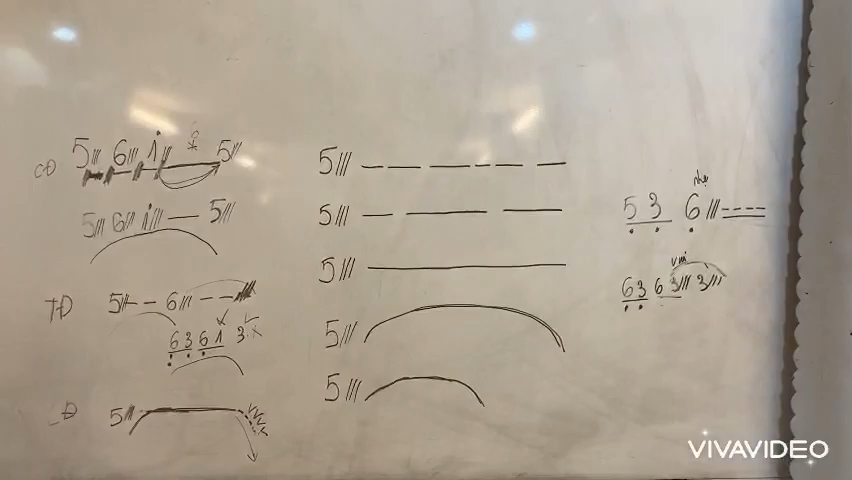 CĐ 5/// 6/// i 5///
5/// 6/// i/// — 5///
TĐ 5// – – 6// – –
6 3 6 1 3
_Đ 5///
5/// — — — – — —
5/// — — —
5/// —
5///
5///
nhẹ
5 3 6///
6 3 6 3/// 3///
VIVAVIDEO